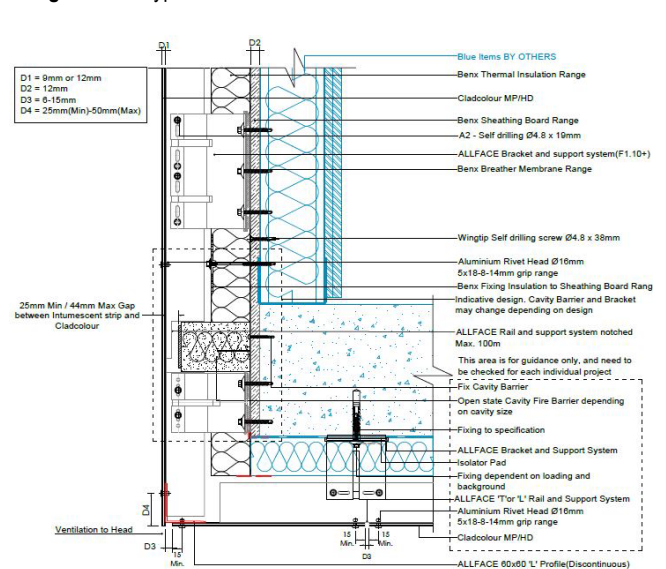 D1
D2
D1 = 9mm or 12mm
D2 = 12mm
D3 = 6-15mm
D4 = 25mm(Min)-50mm(Max)
Blue Items BY OTHERS
Benx Thermal Insulation Range
Cladcolour MP/HD
Benx Sheathing Board Range
A2 - Self drilling Ø4.8 x 19mm
ALLFACE Bracket and support system(F1.10+)
Benx Breather Membrane Range
Wingtip Self drilling screw Ø4.8 x 38mm
Aluminium Rivet Head Ø16mm
5x18-8-14mm grip range
Benx Fixing Insulation to Sheathing Board Rang
Indicative design. Cavity Barrier and Bracket
may change depending on design
25mm Min / 44mm Max Gap
between Intumescent strip and
Cladcolour
ALLFACE Rail and support system notched
Max. 100m
This area is for guidance only, and need to
be checked for each individual project
Fix Cavity Barrier
Open state Cavity Fire Barrier depending
on cavity size
Fixing to specification
ALLFACE Bracket and Support System
Isolator Pad
Fixing dependent on loading and
background
ALLFACE 'T'or 'L' Rail and Support System
Aluminium Rivet Head Ø16mm
5x18-8-14mm grip range
Cladcolour MP/HD
ALLFACE 60x60 'L' Profile(Discontinuous)
D4
Ventilation to Head
D3
15
Min.
15
Min.
D3
15
Min.